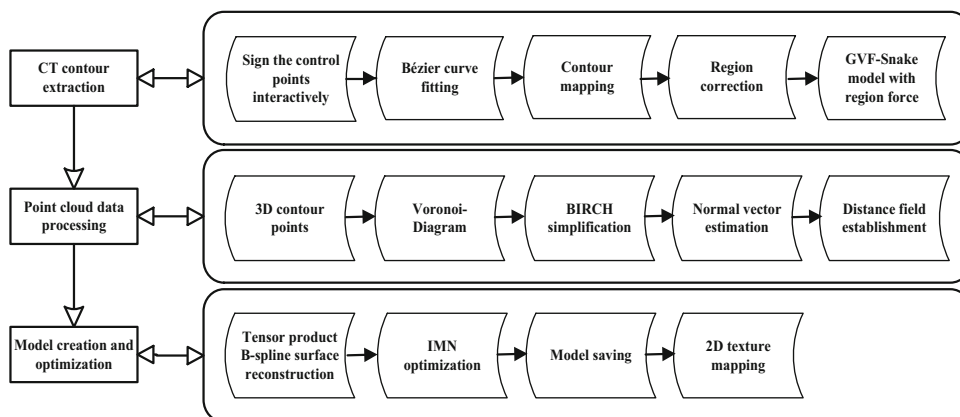 CT contour
extraction
Sign the control
points
interactively
Bézier curve
fitting
Contour
mapping
Region
correction
GVF-Snake
model with
region force
Point cloud data
processing
3D contour
points
Voronoi-
Diagram
BIRCH
simplification
Normal vector
estimation
Distance field
establishment
Model creation and
optimization
Tensor product
B-spline surface
reconstruction
IMN
optimization
Model saving
2D texture
mapping